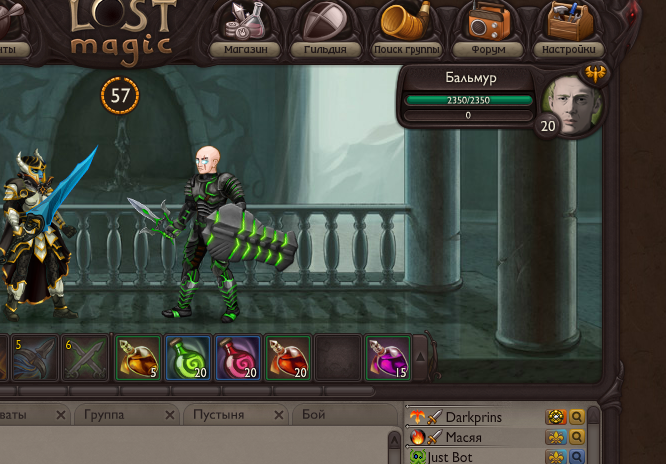 LOST
magic
Магазин
Гильдия
Поиск группы
Форум
Настройки
57
Бальмур
2350/2350
0
20
5
6
5
20
20
20
15
ваты
Группа
Пустыня
Бой
Darkprins
Масяя
Just Bot